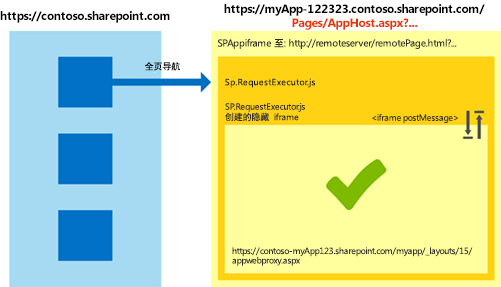 https://contoso.sharepoint.com
https://myApp-122323.contoso.sharepoint.com/
Pages/AppHost.aspx?...
全页导航
SPAppiframe 至: http://remoteserver/remotePage.html?...
Sp.RequestExecutor.js
SP.RequestExecutor.js
创建的隐藏 iframe
<iframe postMessage>
https://contoso-myApp123.sharepoint.com/myapp/_layouts/15/
appwebproxy.aspx